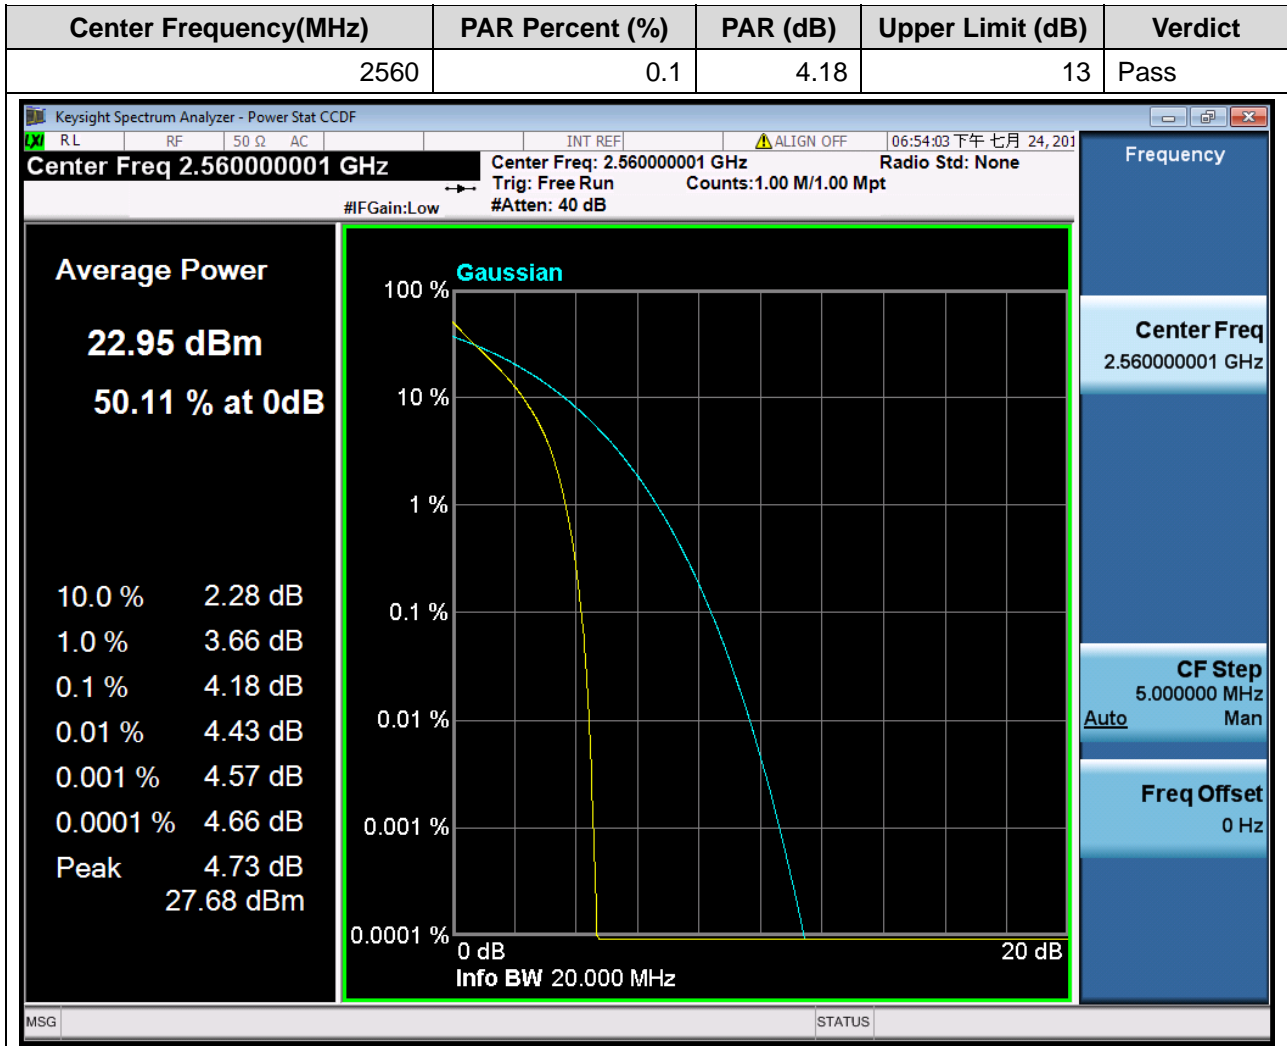 Center Frequency(MHz) PAR Percent (%) PAR (dB) Upper Limit (dB) Verdict
2560 0.1 4.18 13 Pass
Keysight Spectrum Analyzer - Power Stat CCDF
LXI RL RF 50 Ω AC INT REF ALIGN OFF 06:54:03 下午 七月 24, 201
Center Freq 2.560000001 GHz
#IFGain:Low
Center Freq: 2.560000001 GHz Radio Std: None
Trig: Free Run Counts:1.00 M/1.00 Mpt
#Atten: 40 dB
Average Power
22.95 dBm
50.11 % at 0dB
10.0 % 2.28 dB
1.0 % 3.66 dB
0.1 % 4.18 dB
0.01 % 4.43 dB
0.001 % 4.57 dB
0.0001 % 4.66 dB
Peak 4.73 dB
27.68 dBm
Gaussian
100 %
10 %
1 %
0.1 %
0.01 %
0.001 %
0.0001 %
0 dB 20 dB
Info BW 20.000 MHz
Frequency
Center Freq
2.560000001 GHz
CF Step
5.000000 MHz
Auto Man
Freq Offset
0 Hz
MSG STATUS